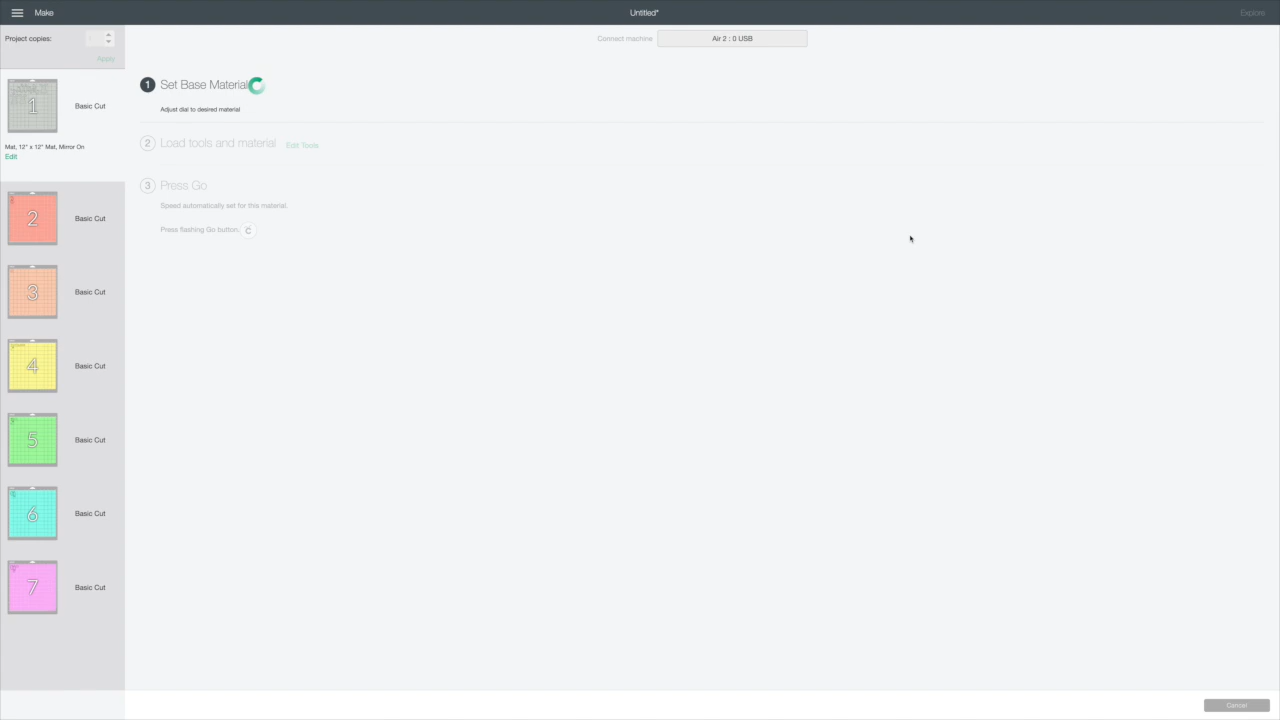 Make
Untitled*
Explore
Project copies:
Connect machine
Air 2 : 0 USB
Apply
1
Basic Cut
Mat, 12" x 12" Mat, Mirror On
Edit
2
Basic Cut
3
Basic Cut
4
Basic Cut
5
Basic Cut
6
Basic Cut
7
Basic Cut
1 Set Base Material
Adjust dial to desired material
2 Load tools and material Edit Tools
3 Press Go
Speed automatically set for this material.
Press flashing Go button. C
Cancel